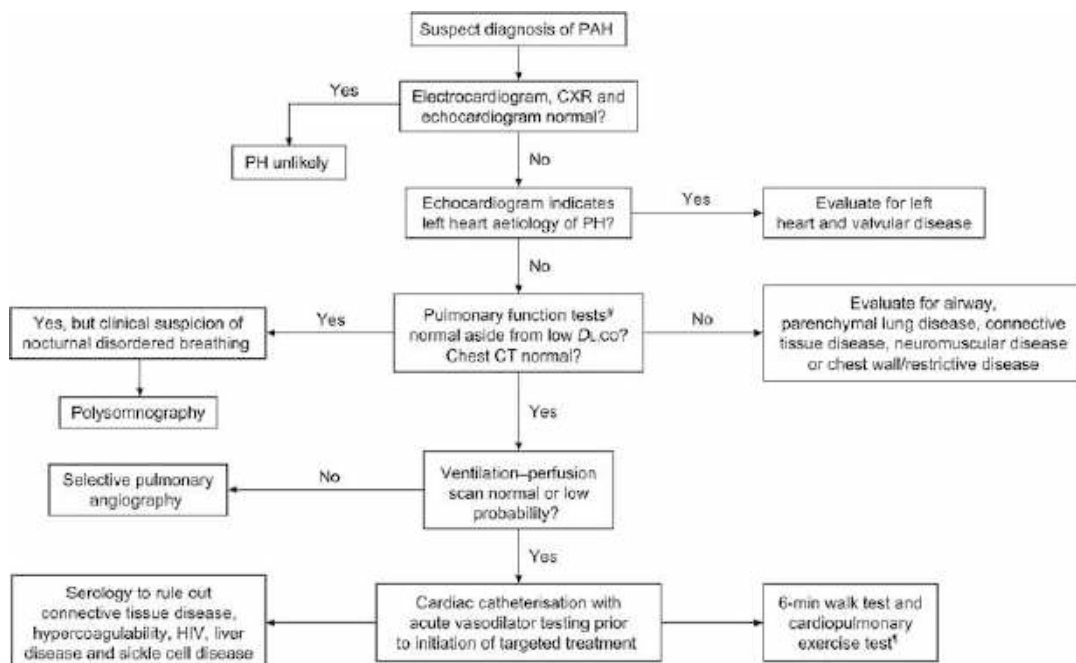 Suspect diagnosis of PAH
Yes
Electrocardiogram, CXR and
echocardiogram normal?
PH unlikely
No
Echocardiogram indicates
left heart aetiology of PH?
Yes
Evaluate for left
heart and valvular disease
No
Yes, but clinical suspicion of
nocturnal disordered breathing
Yes
Pulmonary function tests#
normal aside from low DL,CO?
Chest CT normal?
No
Evaluate for airway,
parenchymal lung disease, connective
tissue disease, neuromuscular disease
or chest wall/restrictive disease
Polysomnography
Yes
Selective pulmonary
angiography
No
Ventilation–perfusion
scan normal or low
probability?
Yes
Serology to rule out
connective tissue disease,
hypercoagulability, HIV, liver
disease and sickle cell disease
Cardiac catheterisation with
acute vasodilator testing prior
to initiation of targeted treatment
6-min walk test and
cardiopulmonary
exercise test¶